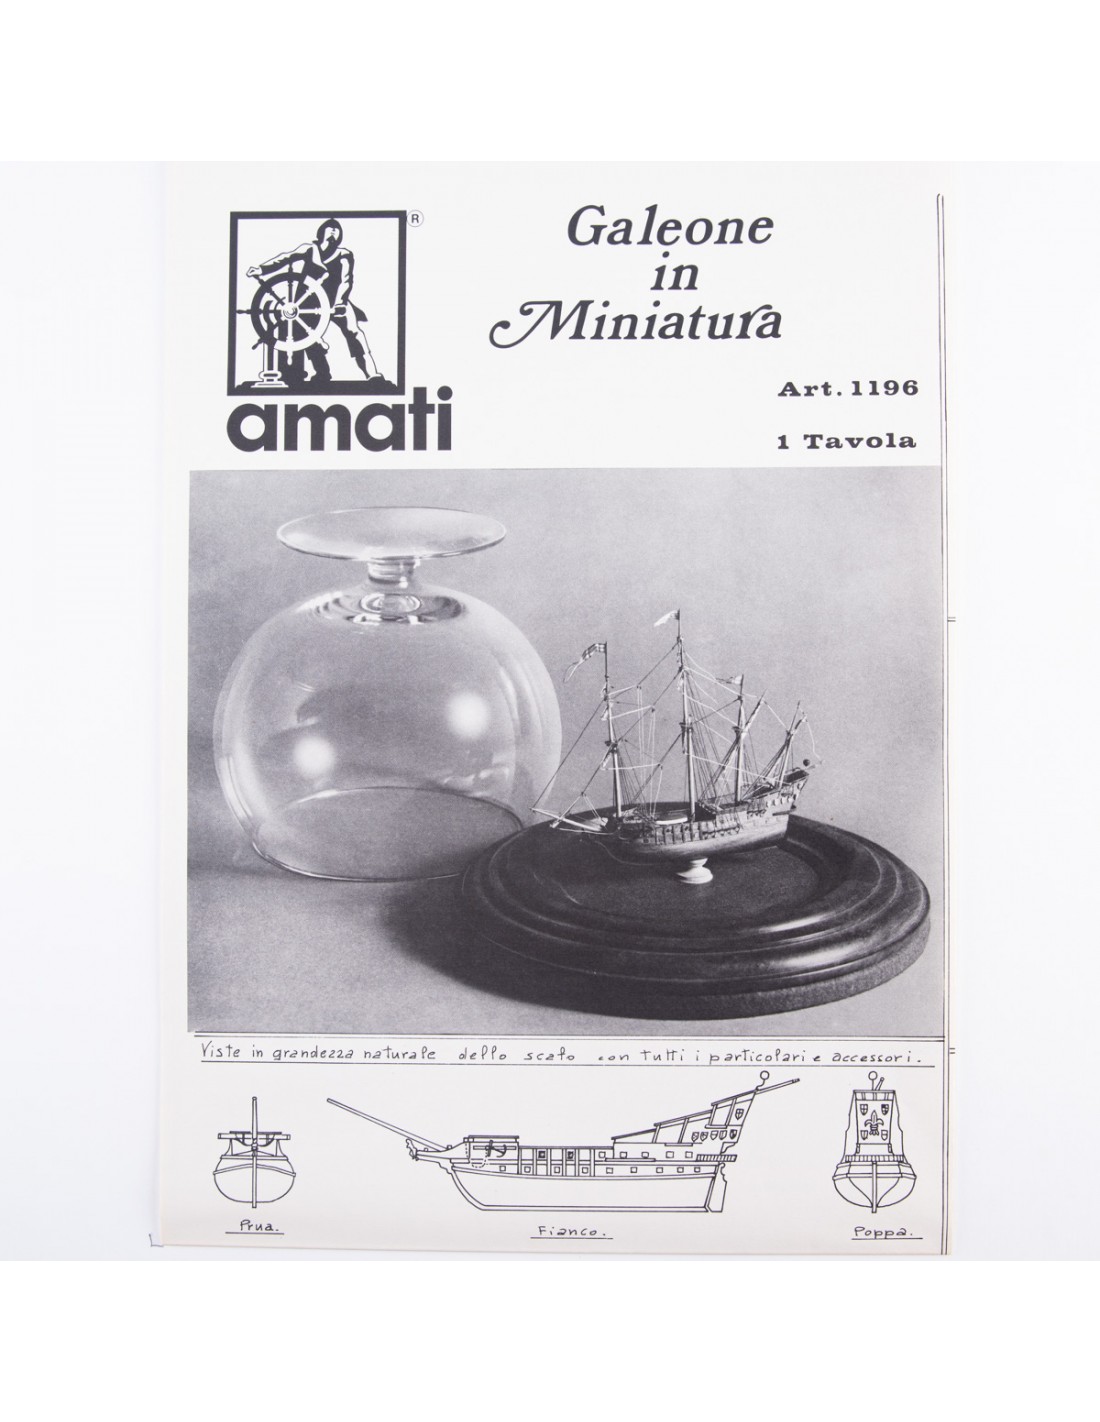 amati
®
Galeone
in
Miniatura
Art. 1196
1 Tavola
Viste in grandezza naturale dello scafo con tutti i particolari e accessori.
Prua.
Fianco.
Poppa.